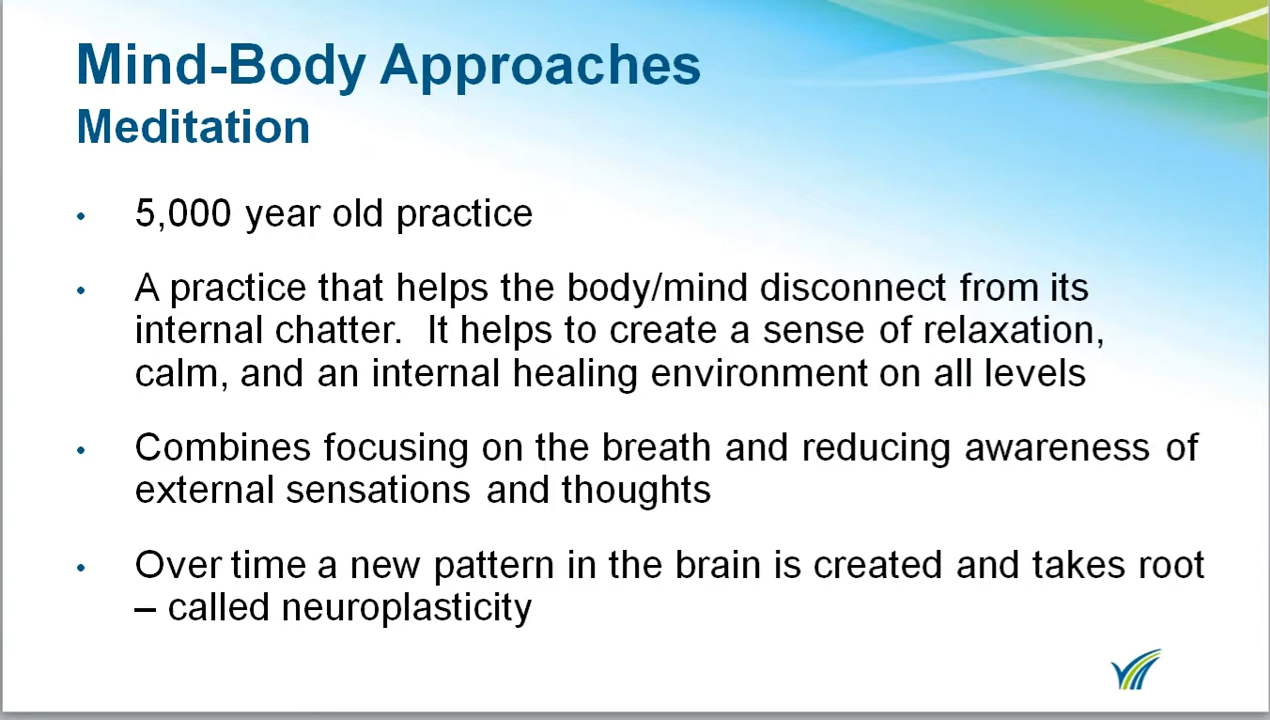 Mind-Body Approaches
Meditation
• 5,000 year old practice
• A practice that helps the body/mind disconnect from its
internal chatter.  It helps to create a sense of relaxation,
calm, and an internal healing environment on all levels
• Combines focusing on the breath and reducing awareness of
external sensations and thoughts
• Over time a new pattern in the brain is created and takes root
– called neuroplasticity